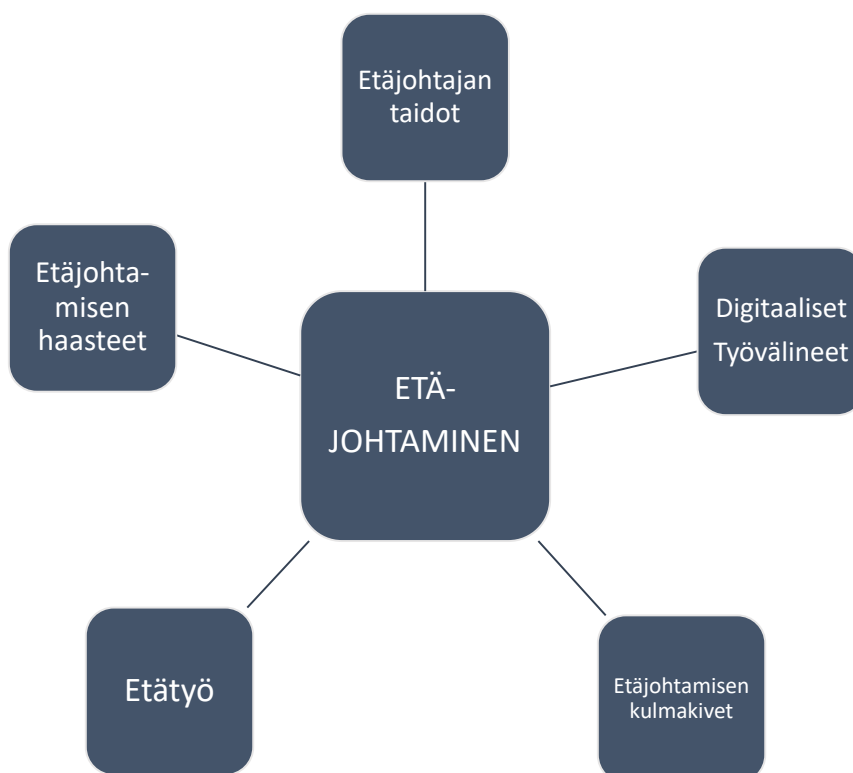 Etäjohtajan
taidot
Etäjohta-
misen
haasteet
Digitaaliset
Työvälineet
ETÄ-
JOHTAMINEN
Etätyö
Etäjohtamisen
kulmakivet